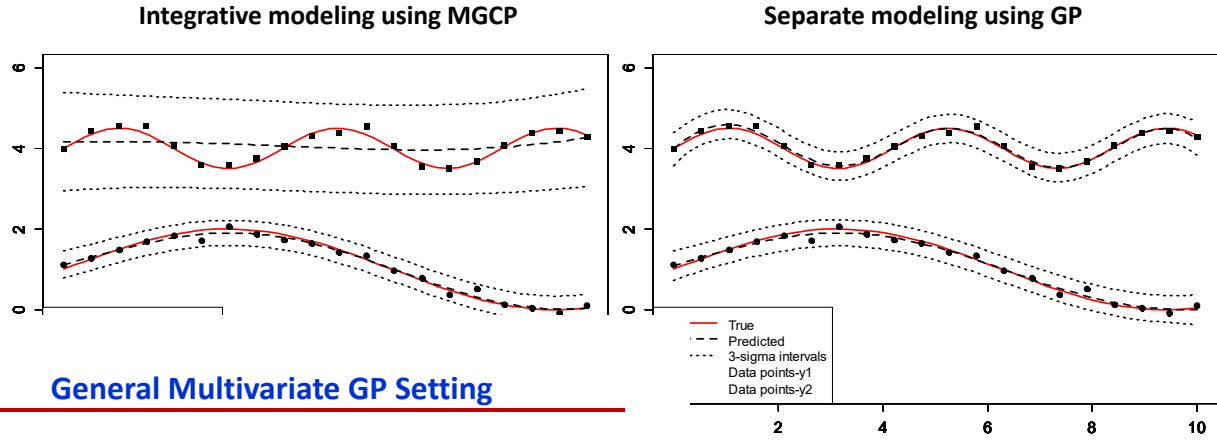 Integrative modeling using MGCP
Separate modeling using GP
6
4
2
0
6
4
2
0
True
Predicted
3-sigma intervals
Data points-y1
Data points-y2
General Multivariate GP Setting
2
4
6
8
10